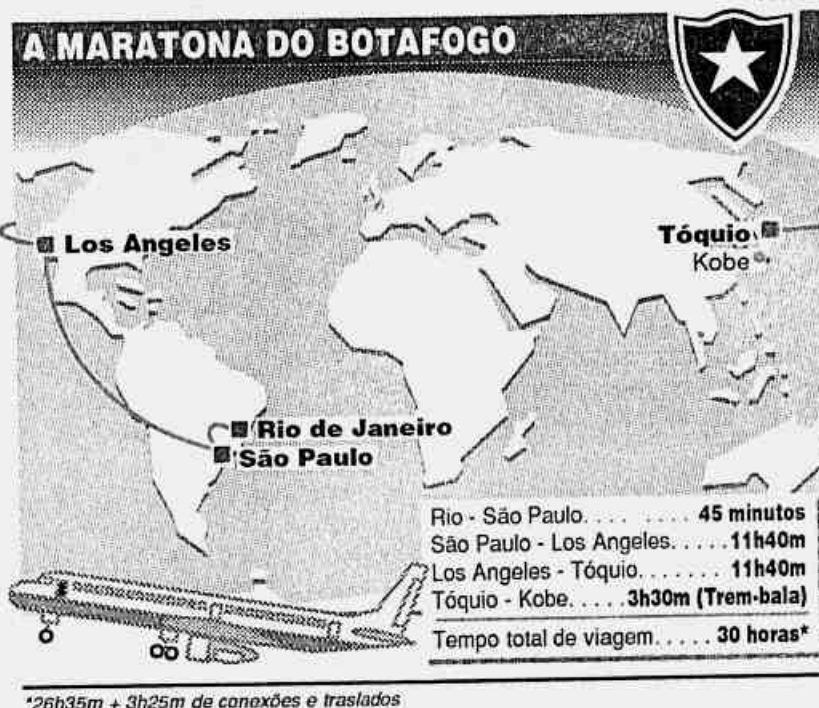 A MARATONA DO BOTAFOGO
Los Angeles
Tóquio
Kobe
Rio de Janeiro
São Paulo
Rio - São Paulo. . . . . . . . . 45 minutos
São Paulo - Los Angeles. . . . . 11h40m
Los Angeles - Tóquio. . . . . . . 11h40m
Tóquio - Kobe. . . . . 3h30m (Trem-bala)
Tempo total de viagem. . . . . 30 horas*
*26h35m + 3h25m de conexões e traslados